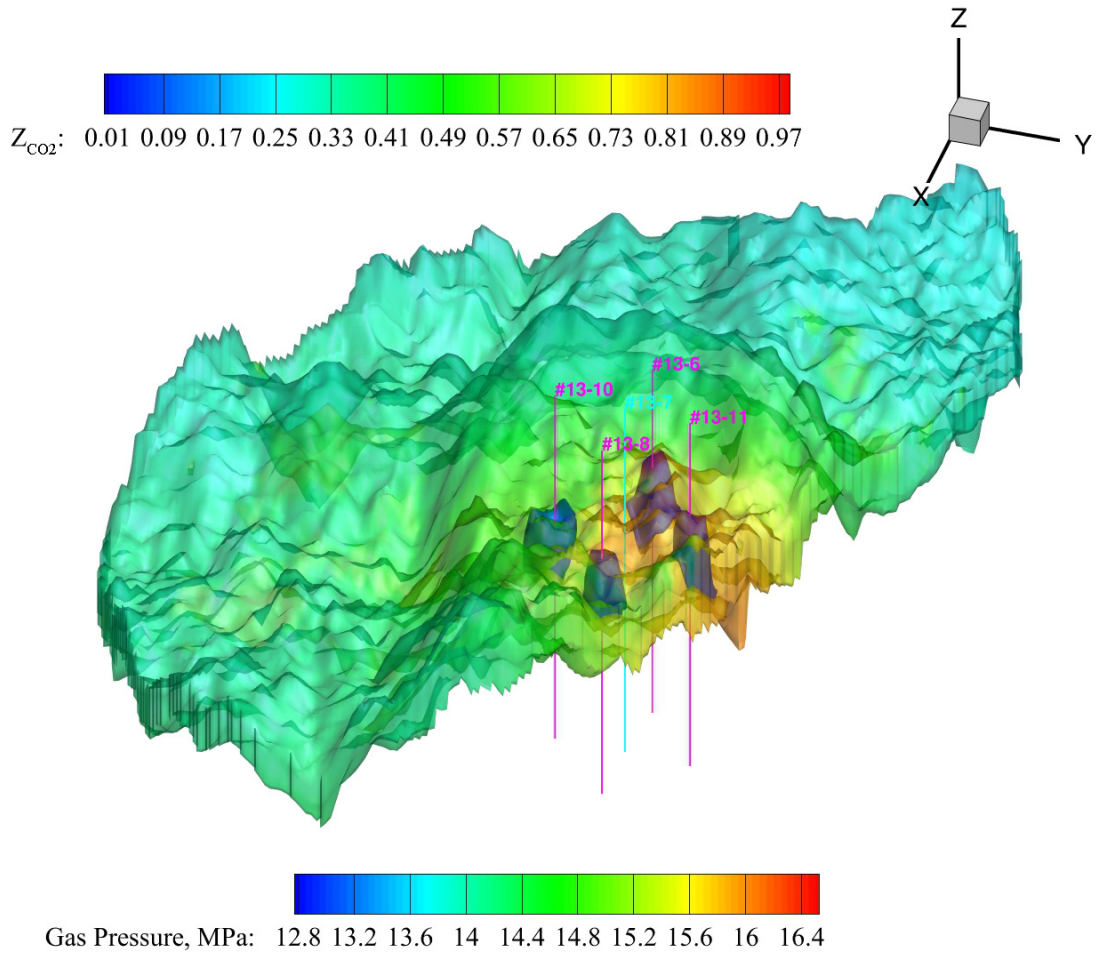 Z
Z_CO2: 0.01 0.09 0.17 0.25 0.33 0.41 0.49 0.57 0.65 0.73 0.81 0.89 0.97
Y
X
#13-6
#13-10
#13-7
#13-11
#13-8
Gas Pressure, MPa: 12.8 13.2 13.6 14 14.4 14.8 15.2 15.6 16 16.4